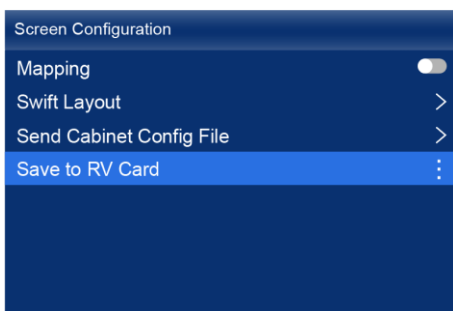 Screen Configuration
Mapping
Swift Layout
Send Cabinet Config File
Save to RV Card